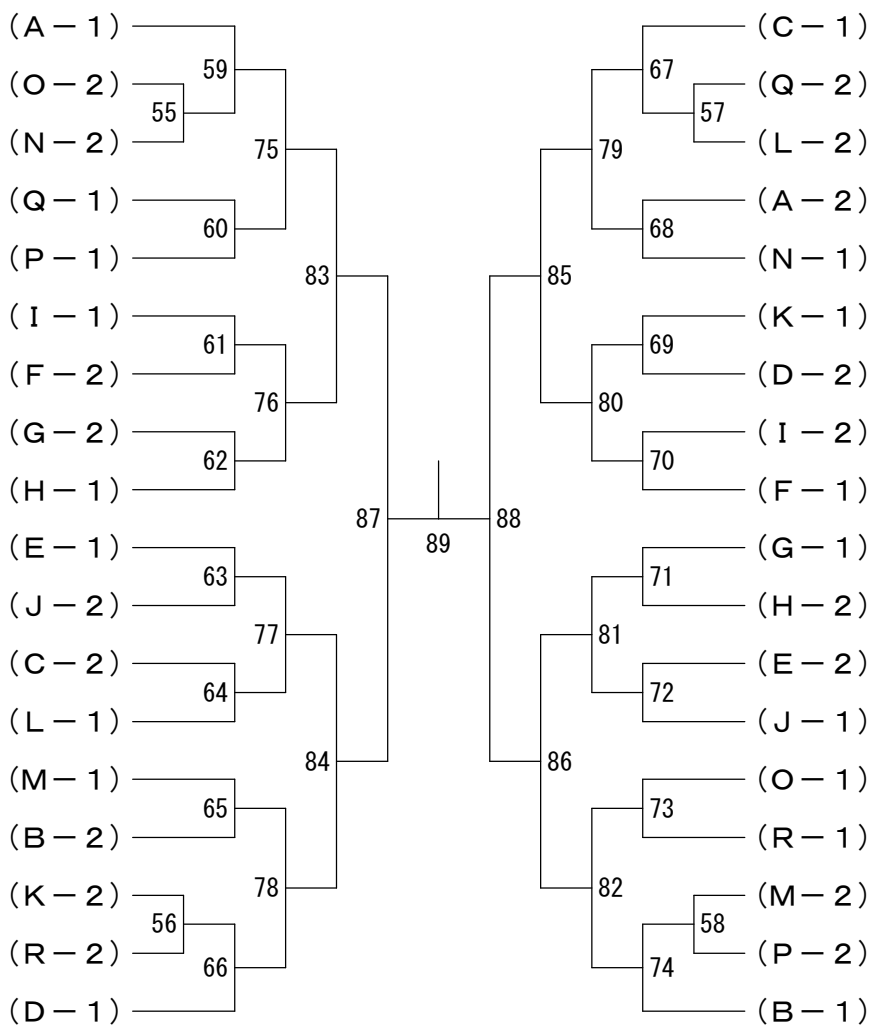 (A－1)
(O－2)
(N－2)
(Q－1)
(P－1)
(I－1)
(F－2)
(G－2)
(H－1)
(E－1)
(J－2)
(C－2)
(L－1)
(M－1)
(B－2)
(K－2)
(R－2)
(D－1)
55
56
59
60
61
62
63
64
65
66
75
76
77
78
83
84
87
89
88
85
86
79
80
81
82
67
68
69
70
71
72
73
74
57
58
(C－1)
(Q－2)
(L－2)
(A－2)
(N－1)
(K－1)
(D－2)
(I－2)
(F－1)
(G－1)
(H－2)
(E－2)
(J－1)
(O－1)
(R－1)
(M－2)
(P－2)
(B－1)